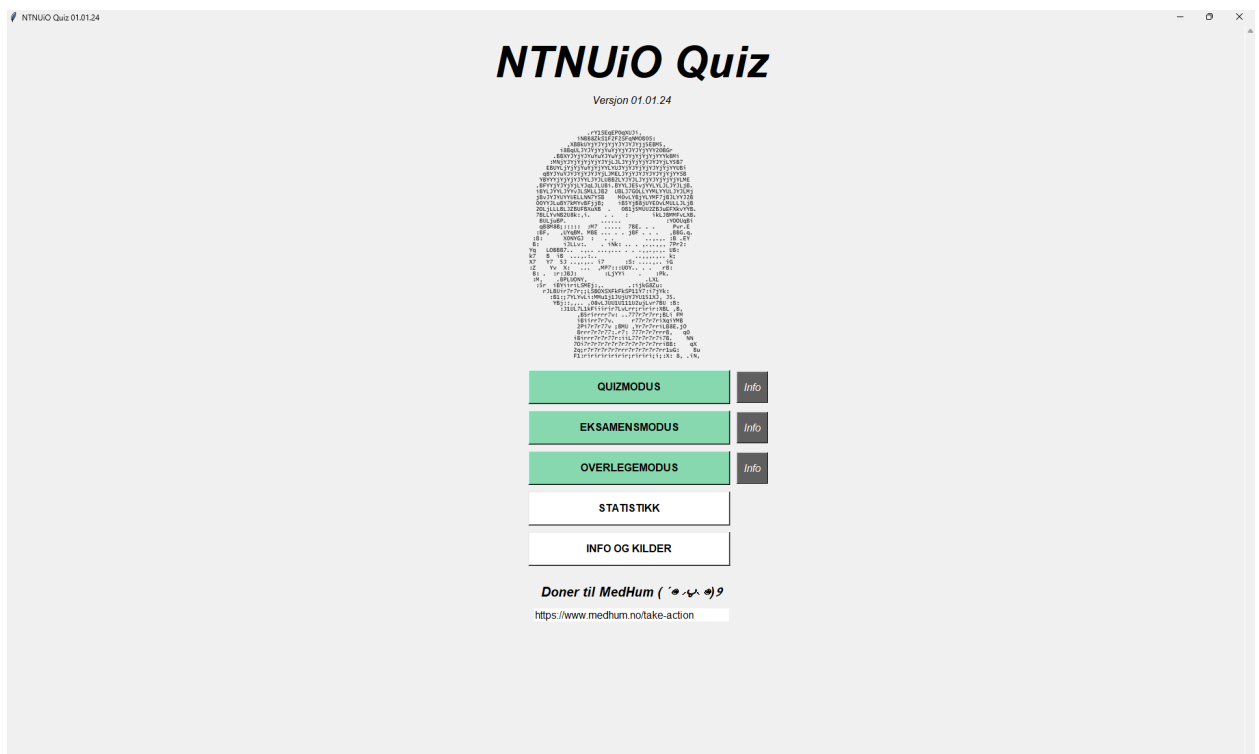 NTNUiO Quiz 01.01.24
NTNUiO Quiz
Versjon 01.01.24
QUIZMODUS
Info
EKSAMENSMODUS
Info
OVERLEGEMODUS
Info
STATISTIKK
INFO OG KILDER
Doner til MedHum
https://www.medhum.no/take-action